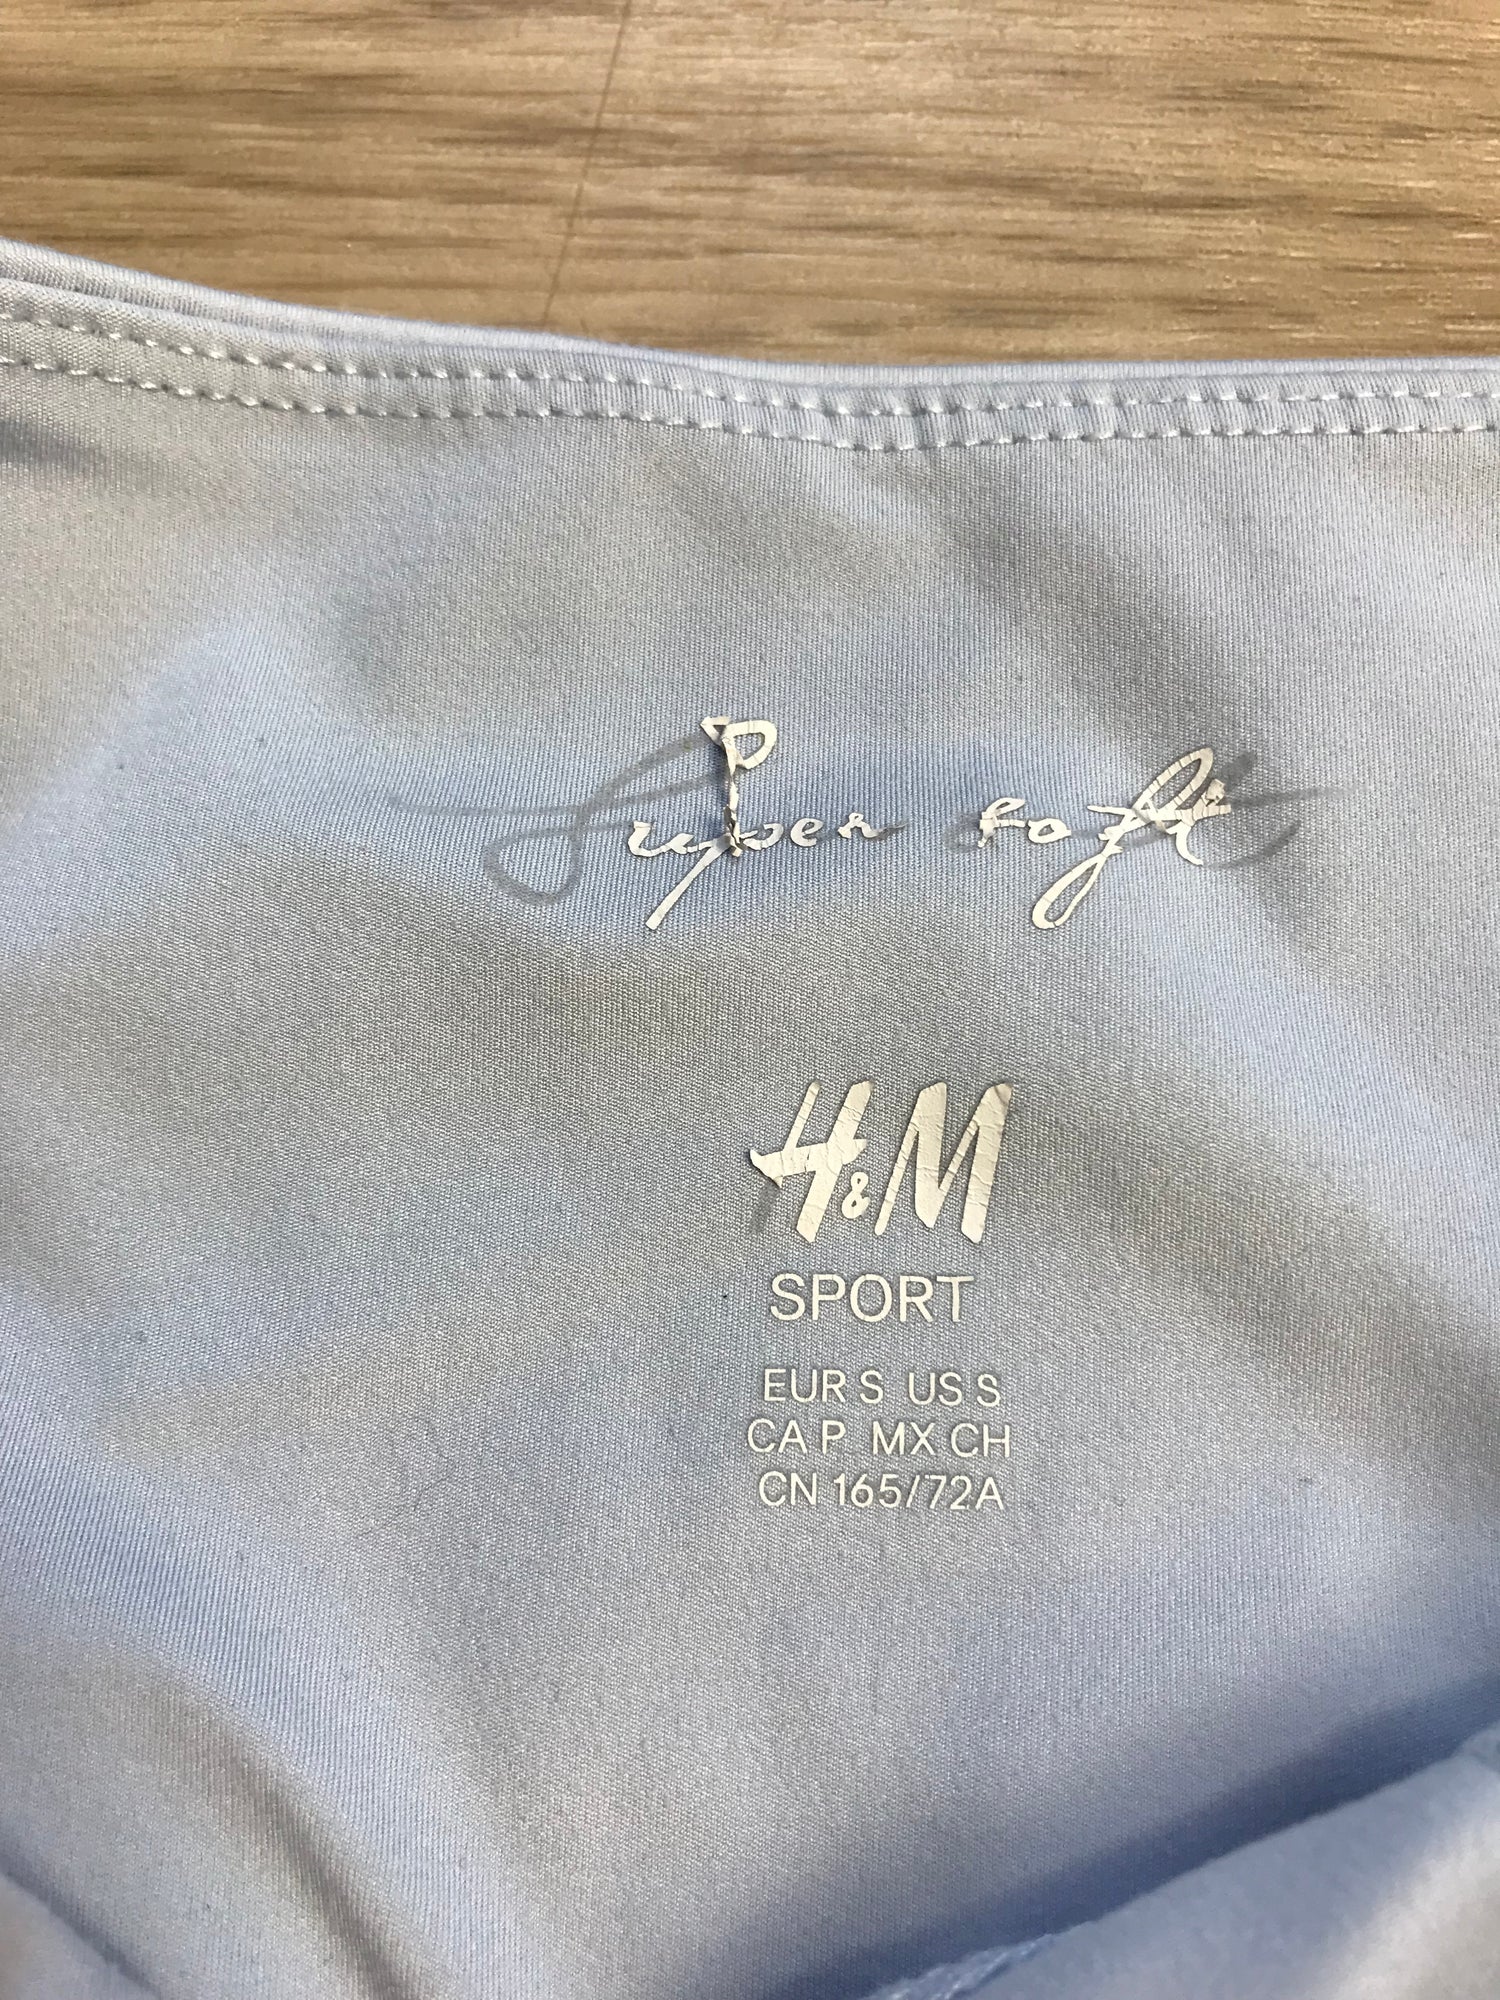 Super soft
H&M
SPORT
EUR S US S
CA P MX CH
CN 165/72A